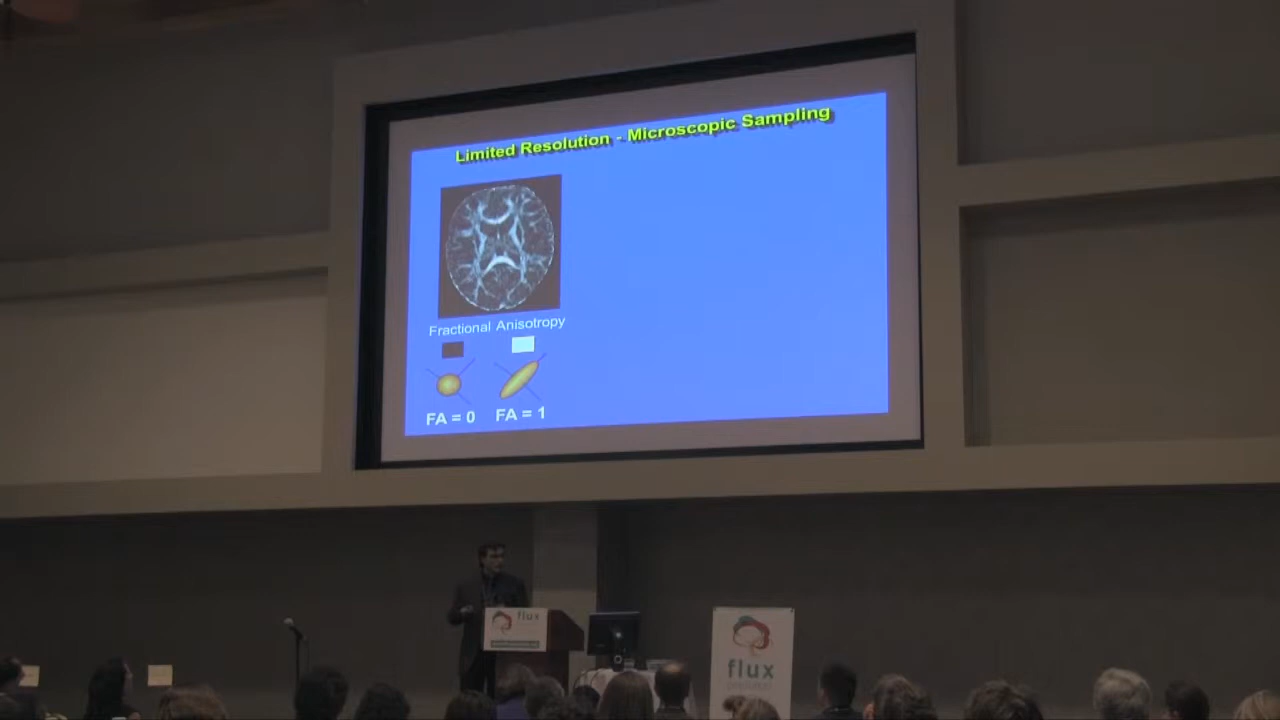 Limited Resolution - Microscopic Sampling
Fractional Anisotropy
FA = 0 FA = 1
flux
flux